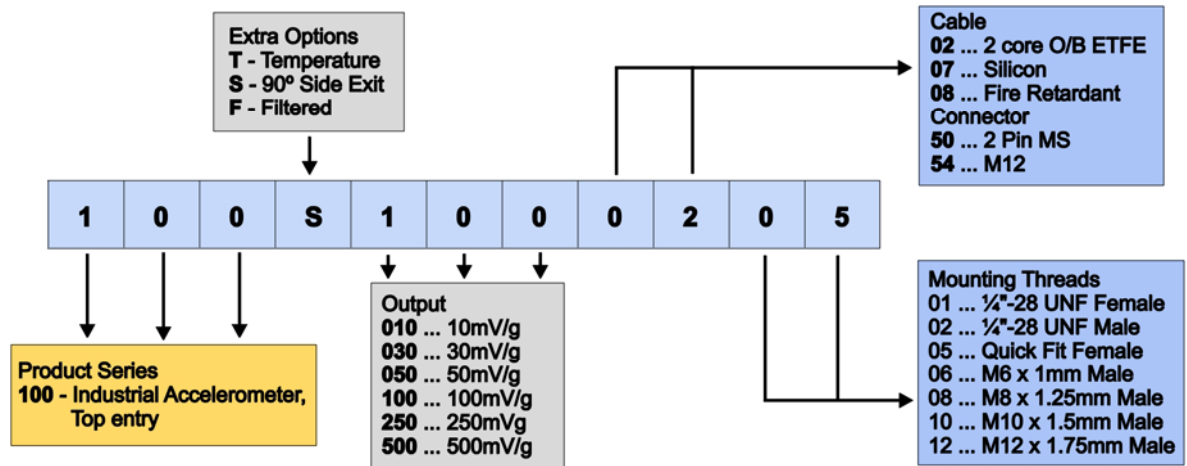 Extra Options
T - Temperature
S - 90º Side Exit
F - Filtered
Cable
02 ... 2 core O/B ETFE
07 ... Silicon
08 ... Fire Retardant
Connector
50 ... 2 Pin MS
54 ... M12
1 0 0 S 1 0 0 0 2 0 5
Product Series
100 - Industrial Accelerometer,
Top entry
Output
010 ... 10mV/g
030 ... 30mV/g
050 ... 50mV/g
100 ... 100mV/g
250 ... 250mVg
500 ... 500mV/g
Mounting Threads
01 ... ¼"-28 UNF Female
02 ... ¼"-28 UNF Male
05 ... Quick Fit Female
06 ... M6 x 1mm Male
08 ... M8 x 1.25mm Male
10 ... M10 x 1.5mm Male
12 ... M12 x 1.75mm Male